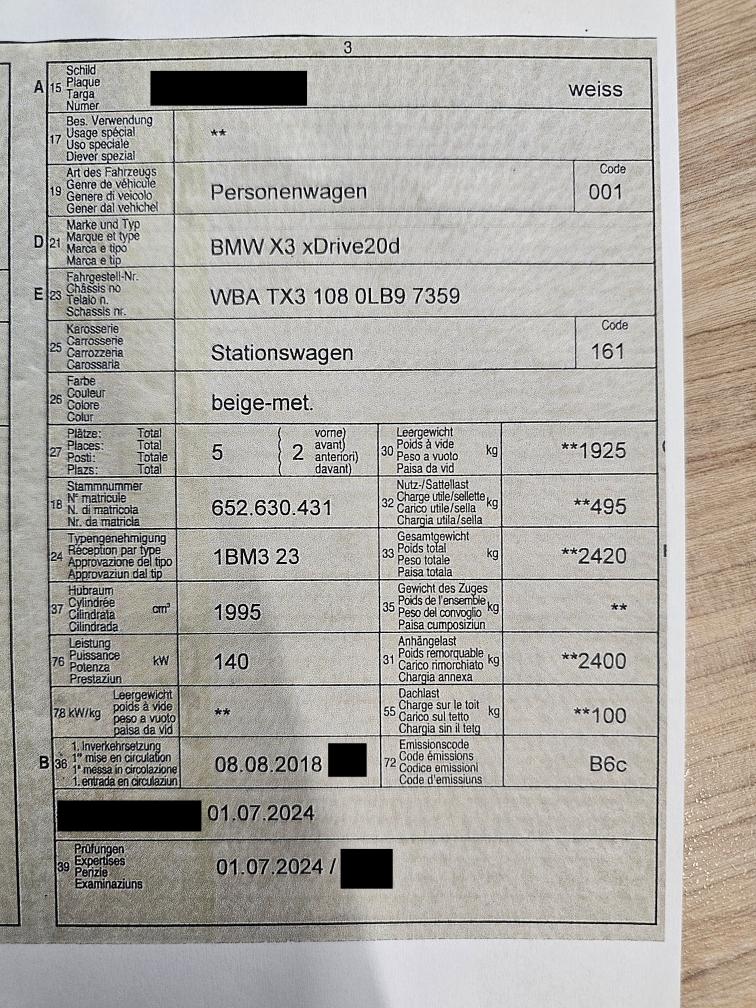 3
A 15 Schild
Plaque
Targa
Numer
weiss
17 Bes. Verwendung
Usage spécial
Uso speciale
Diever spezial
**
19 Art des Fahrzeugs
Genre de véhicule
Genere di veicolo
Gener dal vehichel
Personenwagen
Code
001
D 21 Marke und Typ
Marque et type
Marca e tipo
Marca e tip
BMW X3 xDrive20d
E 23 Fahrgestell-Nr.
Châssis no
Telaio n.
Schassis nr.
WBA TX3 108 0LB9 7359
25 Karosserie
Carrosserie
Carrozzeria
Carossaria
Stationswagen
Code
161
26 Farbe
Couleur
Colore
Colur
beige-met.
27 Plätze: Total
Places: Total
Posti: Totale
Plazs: Total
5 ( 2 vorne)
avant)
anteriori)
davant)
30 Leergewicht
Poids à vide
Peso a vuoto
Paisa da vid
kg
**1925
18 Stammnummer
N° matricule
N. di matricola
Nr. da matricla
652.630.431
32 Nutz-/Sattellast
Charge utile/sellette
Carico utile/sella
Chargia utila/sella
kg
**495
24 Typengenehmigung
Réception par type
Approvazione del tipo
Approvaziun dal tip
1BM3 23
33 Gesamtgewicht
Poids total
Peso totale
Paisa totala
kg
**2420
37 Hubraum
Cylindrée
Cilindrata
Cilindrada
cm³
1995
35 Gewicht des Zuges
Poids de l'ensemble
Peso del convoglio
Paisa cumposiziun
kg
**
76 Leistung
Puissance
Potenza
Prestaziun
kW
140
31 Anhängelast
Poids remorquable
Carico rimorchiato
Chargia annexa
kg
**2400
78 kW/kg Leergewicht
poids à vide
peso a vuoto
paisa da vid
**
55 Dachlast
Charge sur le toit
Carico sul tetto
Chargia sin il tetg
kg
**100
B 36 1. Inverkehrsetzung
1re mise en circulation
1a messa in circolazione
1. entrada en circulaziun
08.08.2018
72 Emissionscode
Code émissions
Codice emissioni
Code d'emissiuns
B6c
01.07.2024
39 Prüfungen
Expertises
Perizie
Examinaziuns
01.07.2024 /